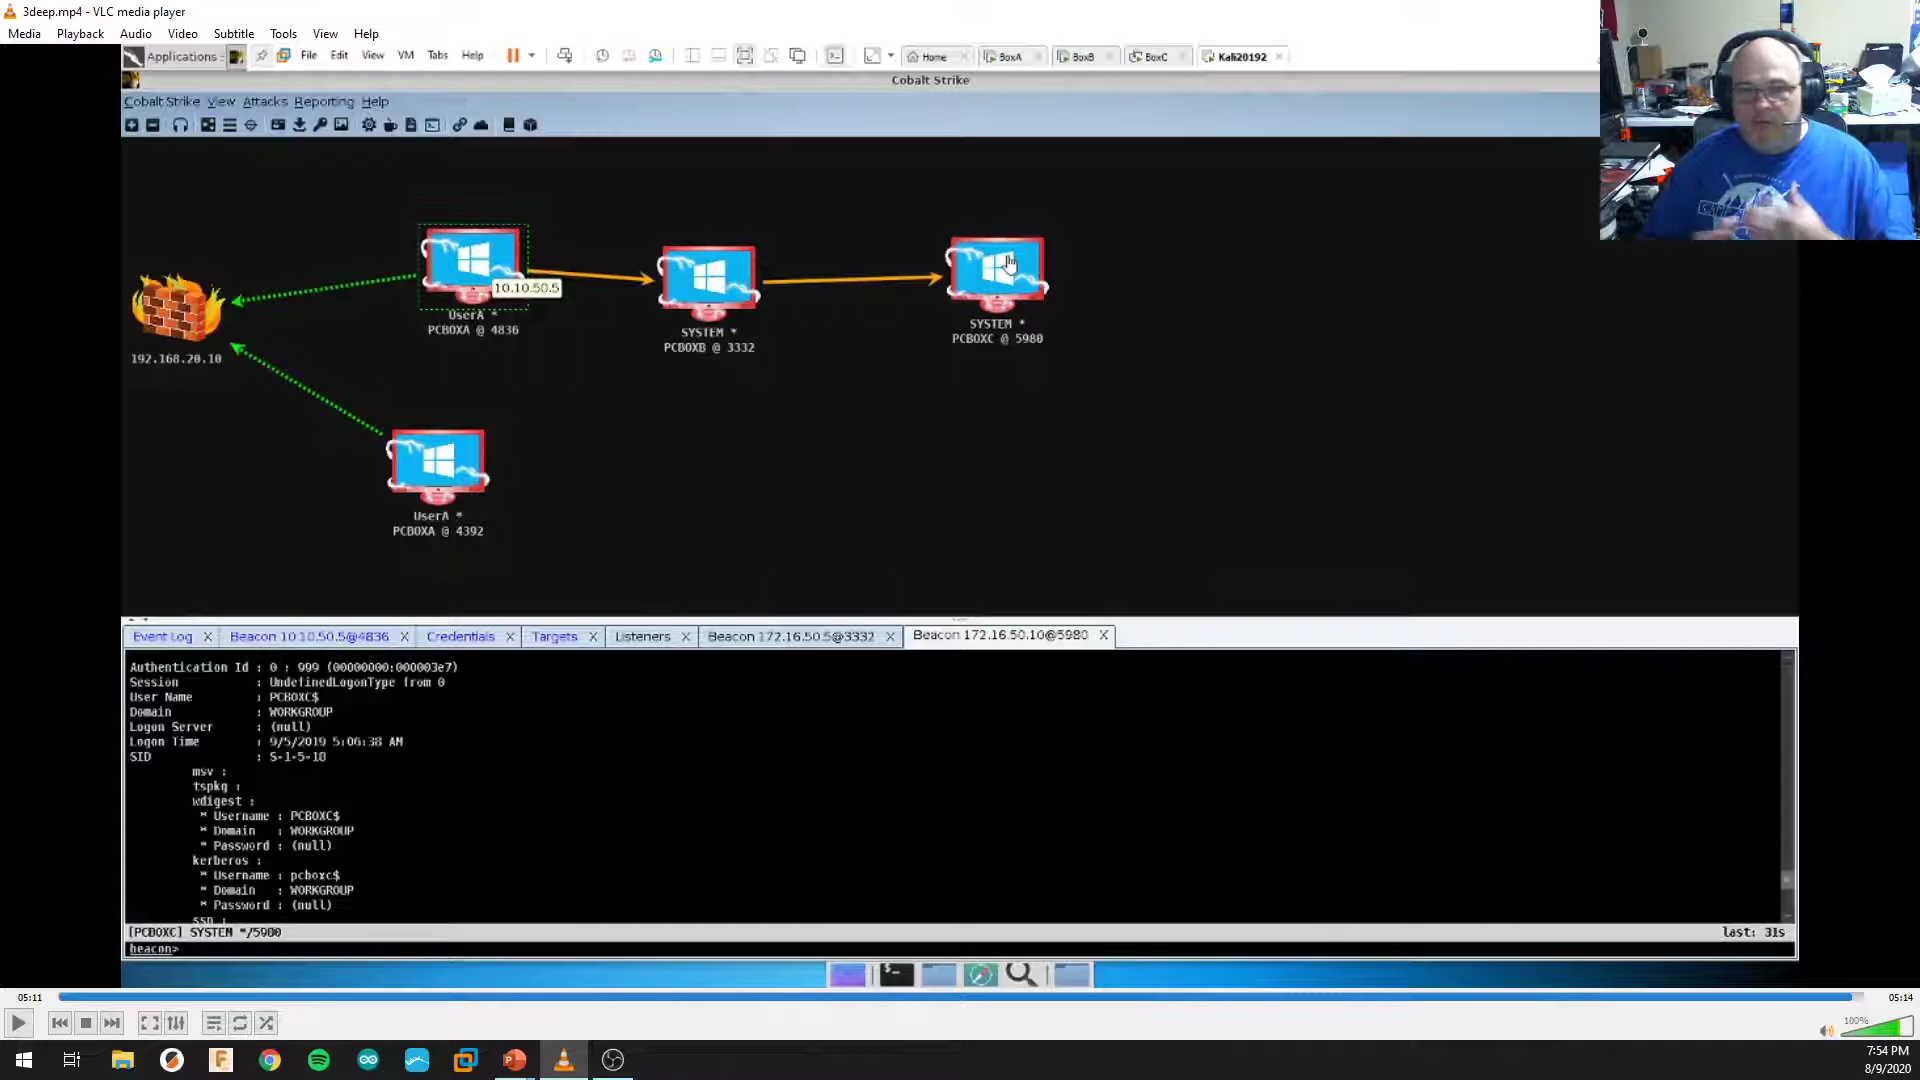 3deep.mp4 - VLC media player
Media Playback Audio Video Subtitle Tools View Help
Applications : File Edit View VM Tabs Help Home BoxA BoxB BoxC Kali20192
Cobalt Strike
Cobalt Strike View Attacks Reporting Help
10.10.50.5
UserA *
PCBOXA @ 4836
SYSTEM *
PCBOXB @ 3332
SYSTEM *
PCBOXC @ 5980
192.168.20.10
UserA *
PCBOXA @ 4392
Event Log X Beacon 10.10.50.5@4836 X Credentials X Targets X Listeners X Beacon 172.16.50.5@3332 X Beacon 172.16.50.10@5980 X
Authentication Id : 0 ; 999 (00000000:000003e7)
Session : UndefinedLogonType from 0
User Name : PCBOXC$
Domain : WORKGROUP
Logon Server : (null)
Logon Time : 9/5/2019 5:06:38 AM
SID : S-1-5-18
msv :
tspkg :
wdigest :
* Username : PCBOXC$
* Domain : WORKGROUP
* Password : (null)
kerberos :
* Username : pcboxc$
* Domain : WORKGROUP
* Password : (null)
ssp :
[PCBOXC] SYSTEM */5980 last: 31s
beacon>
05:11 05:14
100%
7:54 PM
8/9/2020